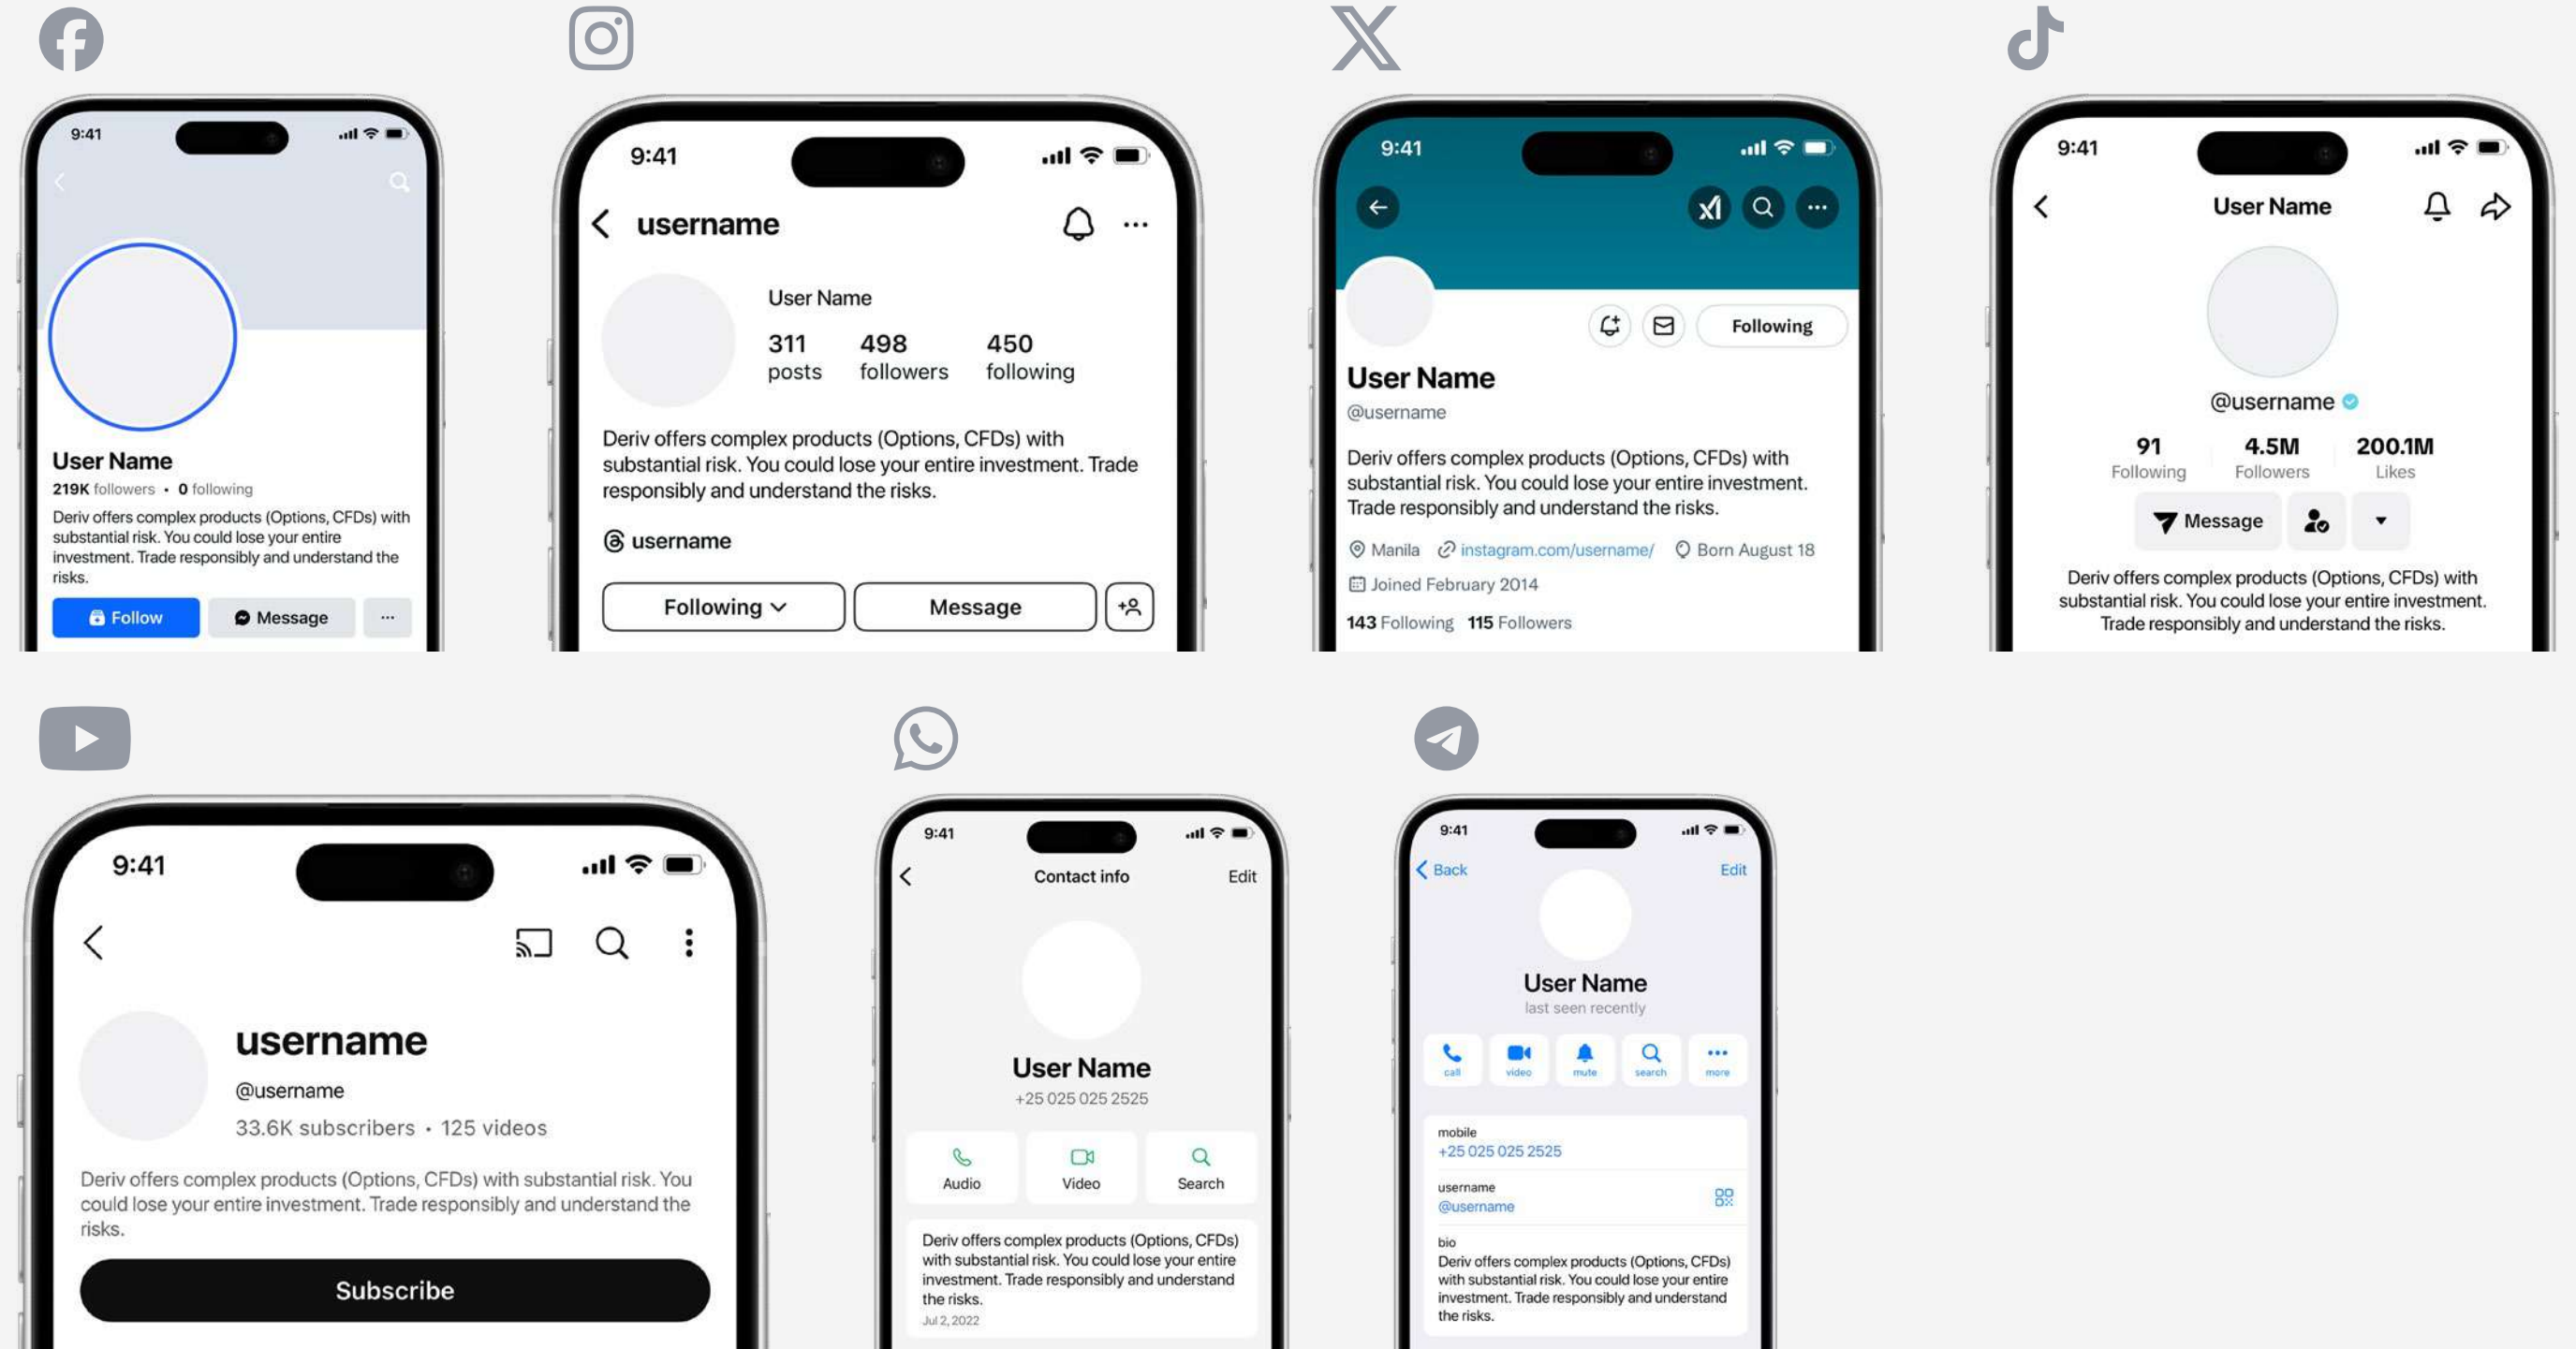 9:41
User Name
219K followers • 0 following
Deriv offers complex products (Options, CFDs) with
substantial risk. You could lose your entire
investment. Trade responsibly and understand the
risks.
Follow
Message
9:41
username
User Name
311 498 450
posts followers following
Deriv offers complex products (Options, CFDs) with
substantial risk. You could lose your entire investment. Trade
responsibly and understand the risks.
username
Following
Message
9:41
Following
User Name
@username
Deriv offers complex products (Options, CFDs) with
substantial risk. You could lose your entire investment.
Trade responsibly and understand the risks.
Manila instagram.com/username/ Born August 18
Joined February 2014
143 Following 115 Followers
9:41
User Name
@username
91 4.5M 200.1M
Following Followers Likes
Message
Deriv offers complex products (Options, CFDs) with
substantial risk. You could lose your entire investment.
Trade responsibly and understand the risks.
9:41
username
@username
33.6K subscribers • 125 videos
Deriv offers complex products (Options, CFDs) with substantial risk. You
could lose your entire investment. Trade responsibly and understand the
risks.
Subscribe
9:41
Contact info Edit
User Name
+25 025 025 2525
Audio Video Search
Deriv offers complex products (Options, CFDs)
with substantial risk. You could lose your entire
investment. Trade responsibly and understand
the risks.
Jul 2, 2022
9:41
Back Edit
User Name
last seen recently
call video mute search more
mobile
+25 025 025 2525
username
@username
bio
Deriv offers complex products (Options, CFDs)
with substantial risk. You could lose your entire
investment. Trade responsibly and understand
the risks.